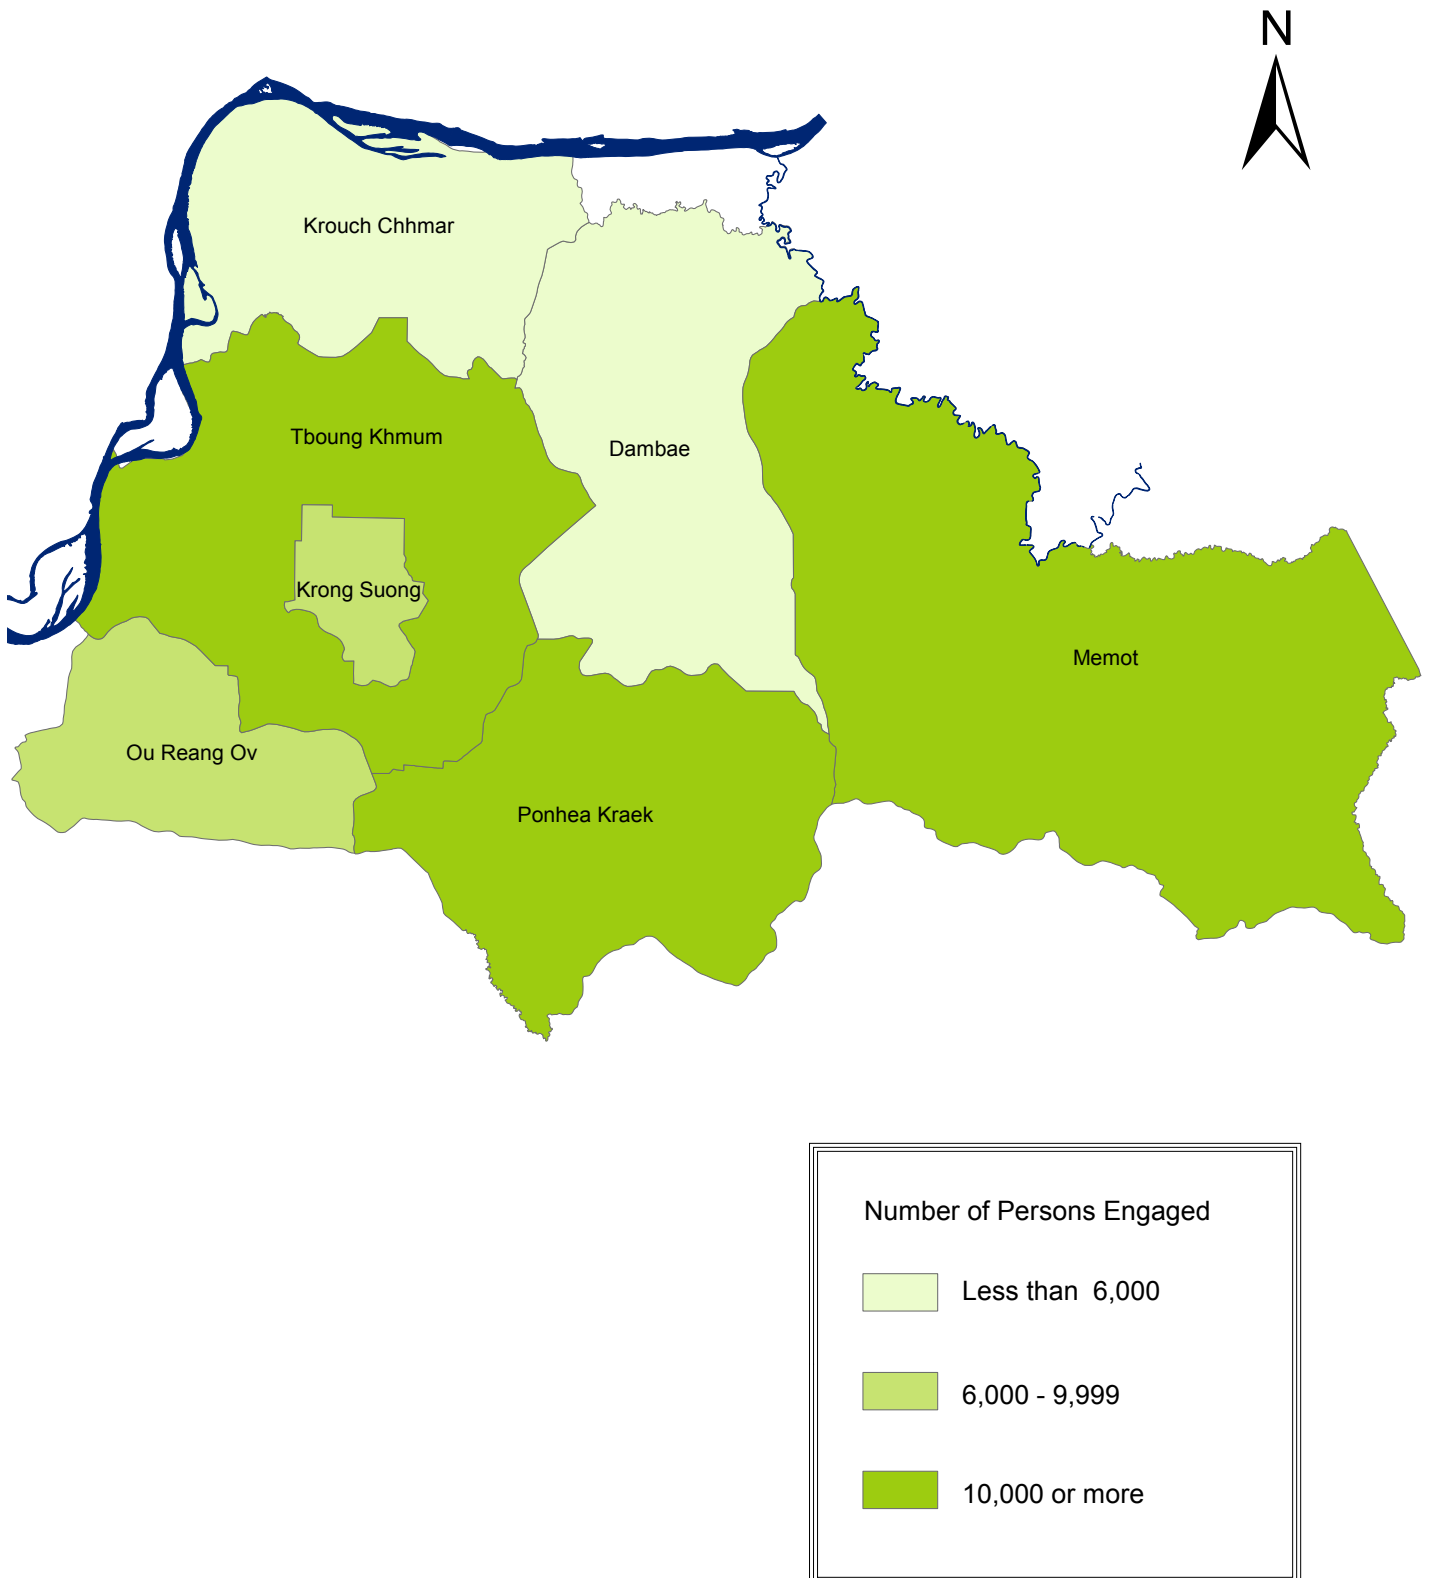 N
Krouch Chhmar
Tboung Khmum
Dambae
Krong Suong
Memot
Ou Reang Ov
Ponhea Kraek
Number of Persons Engaged
Less than  6,000
6,000 - 9,999
10,000 or more